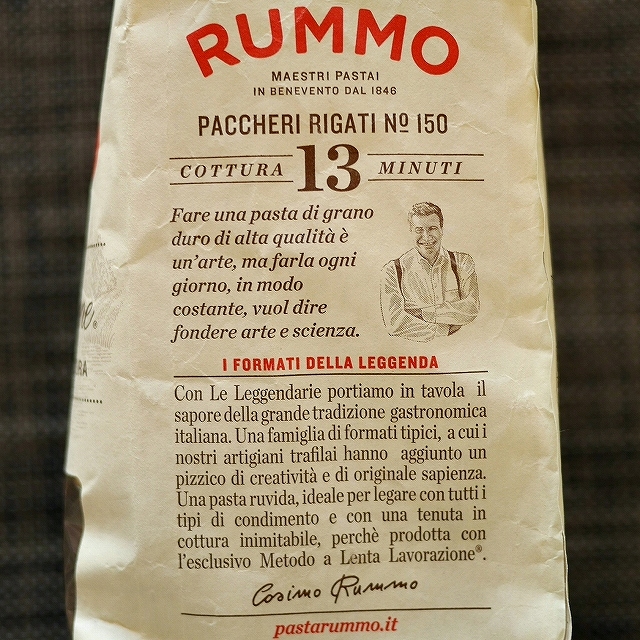 RUMMO
MAESTRI PASTAI
IN BENEVENTO DAL 1846
PACCHERI RIGATI Nº 150
COTTURA 13 MINUTI
Fare una pasta di grano
duro di alta qualità è
un'arte, ma farla ogni
giorno, in modo
costante, vuol dire
fondere arte e scienza.
I FORMATI DELLA LEGGENDA
Con Le Leggendarie portiamo in tavola il
sapore della grande tradizione gastronomica
italiana. Una famiglia di formati tipici, a cui i
nostri artigiani trafilai hanno aggiunto un
pizzico di creatività e di originale sapienza.
Una pasta ruvida, ideale per legare con tutti i
tipi di condimento e con una tenuta in
cottura inimitabile, perchè prodotta con
l'esclusivo Metodo a Lenta Lavorazione®.
Cosimo Rummo
pastarummo.it